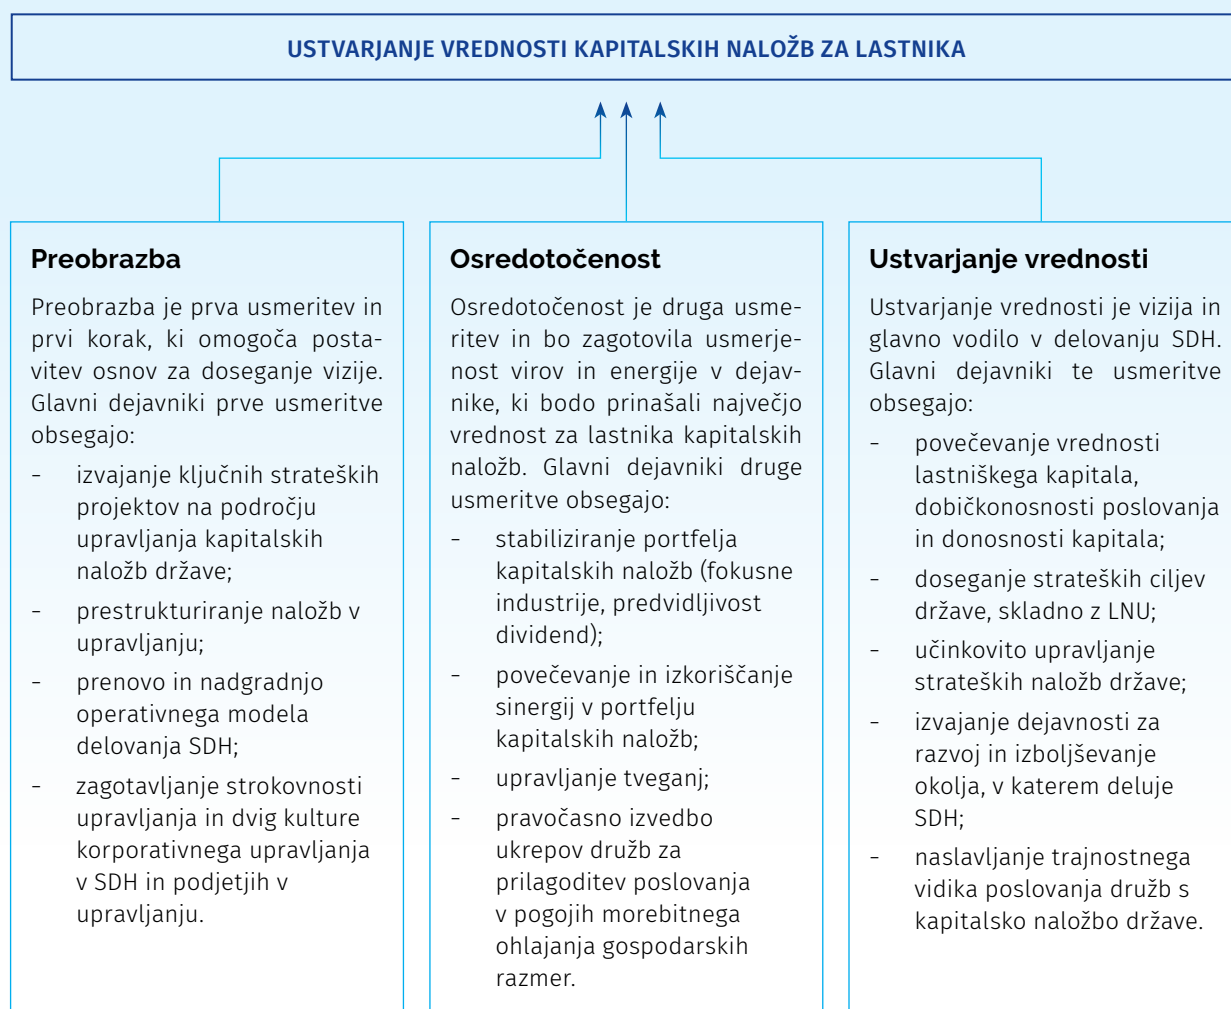 USTVARJANJE VREDNOSTI KAPITALSKIH NALOŽB ZA LASTNIKA
Preobrazba
Preobrazba je prva usmeritev in
prvi korak, ki omogoča posta-
vitev osnov za doseganje vizije.
Glavni dejavniki prve usmeritve
obsegajo:
- izvajanje ključnih strateških
projektov na področju
upravljanja kapitalskih
naložb države;
- prestrukturiranje naložb v
upravljanju;
- prenovo in nadgradnjo
operativnega modela
delovanja SDH;
- zagotavljanje strokovnosti
upravljanja in dvig kulture
korporativnega upravljanja
v SDH in podjetjih v
upravljanju.
Osredotočenost
Osredotočenost je druga usme-
ritev in bo zagotovila usmerje-
nost virov in energije v dejav-
nike, ki bodo prinašali največjo
vrednost za lastnika kapitalskih
naložb. Glavni dejavniki druge
usmeritve obsegajo:
- stabiliziranje portfelja
kapitalskih naložb (fokusne
industrije, predvidljivost
dividend);
- povečevanje in izkoriščanje
sinergij v portfelju
kapitalskih naložb;
- upravljanje tveganj;
- pravočasno izvedbo
ukrepov družb za
prilagoditev poslovanja
v pogojih morebitnega
ohlajanja gospodarskih
razmer.
Ustvarjanje vrednosti
Ustvarjanje vrednosti je vizija in
glavno vodilo v delovanju SDH.
Glavni dejavniki te usmeritve
obsegajo:
- povečevanje vrednosti
lastniškega kapitala,
dobičkonosnosti poslovanja
in donosnosti kapitala;
- doseganje strateških ciljev
države, skladno z LNU;
- učinkovito upravljanje
strateških naložb države;
- izvajanje dejavnosti za
razvoj in izboljševanje
okolja, v katerem deluje
SDH;
- naslavljanje trajnostnega
vidika poslovanja družb s
kapitalsko naložbo države.